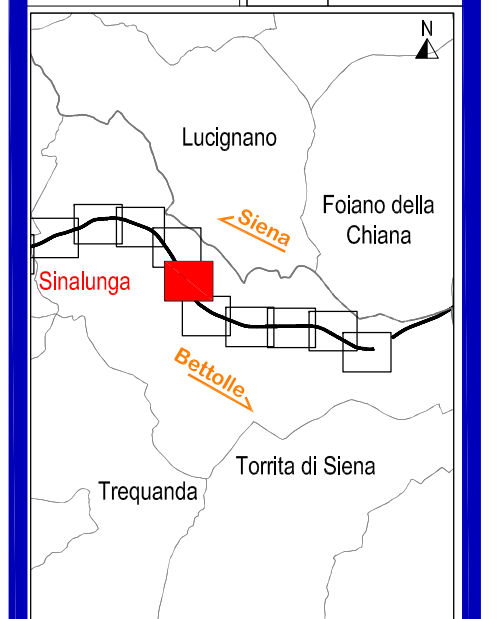 N
Lucignano
Foiano della
Chiana
Siena
Sinalunga
Bettolle
Torrita di Siena
Trequanda